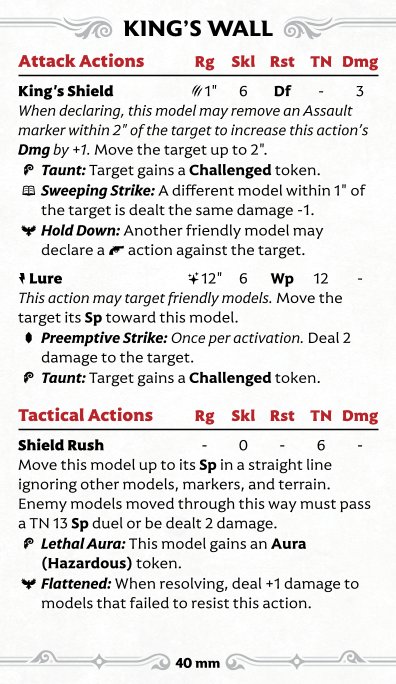 KING'S WALL
Attack Actions Rg Skl Rst TN Dmg
King's Shield 1" 6 Df - 3
When declaring, this model may remove an Assault
marker within 2" of the target to increase this action's
Dmg by +1. Move the target up to 2".
Taunt: Target gains a Challenged token.
Sweeping Strike: A different model within 1" of
the target is dealt the same damage -1.
Hold Down: Another friendly model may
declare a action against the target.
Lure 12" 6 Wp 12 -
This action may target friendly models. Move the
target its Sp toward this model.
Preemptive Strike: Once per activation. Deal 2
damage to the target.
Taunt: Target gains a Challenged token.
Tactical Actions Rg Skl Rst TN Dmg
Shield Rush - 0 - 6 -
Move this model up to its Sp in a straight line
ignoring other models, markers, and terrain.
Enemy models moved through this way must pass
a TN 13 Sp duel or be dealt 2 damage.
Lethal Aura: This model gains an Aura
(Hazardous) token.
Flattened: When resolving, deal +1 damage to
models that failed to resist this action.
40 mm